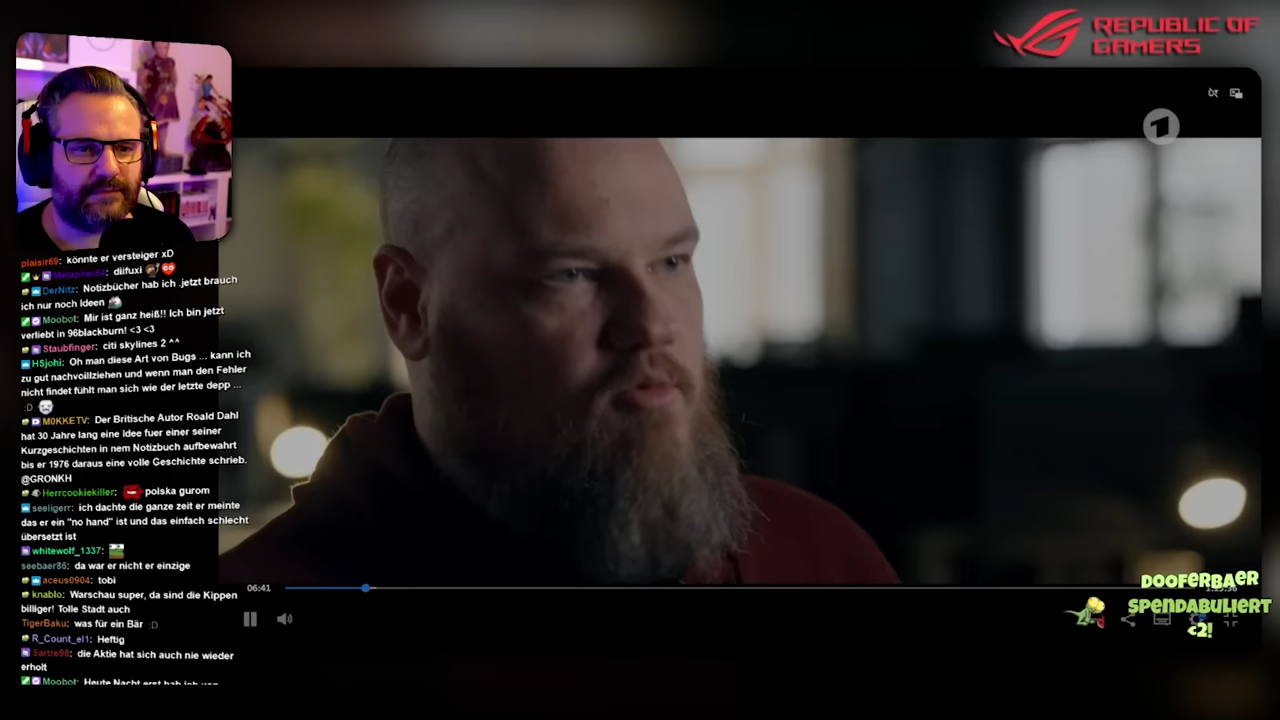 REPUBLIC OF
GAMERS
plaisir69: könnte er versteiger xD
Metapher64: diifuxi
DerNitz: Notizbücher hab ich .jetzt brauch
ich nur noch Ideen
Moobot: Mir ist ganz heiß!! Ich bin jetzt
verliebt in 96blackburn! <3 <3
Staubfinger: citi skylines 2 ^^
HSjohi: Oh man diese Art von Bugs ... kann ich
zu gut nachvollziehen und wenn man den Fehler
nicht findet fühlt man sich wie der letzte depp ...
:D
M0KKETV: Der Britische Autor Roald Dahl
hat 30 Jahre lang eine Idee fuer einer seiner
Kurzgeschichten in nem Notizbuch aufbewahrt
bis er 1976 daraus eine volle Geschichte schrieb.
@GRONKH
Herrcookiekiller: polska gurom
seeligerr: ich dachte die ganze zeit er meinte
das er ein "no hand" ist und das einfach schlecht
übersetzt ist
whitewolf_1337:
seebaer86: da war er nicht er einzige
aceus0904: tobi
knablo: Warschau super, da sind die Kippen
billiger! Tolle Stadt auch
TigerBaku: was für ein Bär :D
R_Count_el1: Heftig
Sartre98: die Aktie hat sich auch nie wieder
erholt
Moobot: Heute Nacht erst hab ich von
1
06:41
DOOFERBAER
SPENDABULIERT
<2!